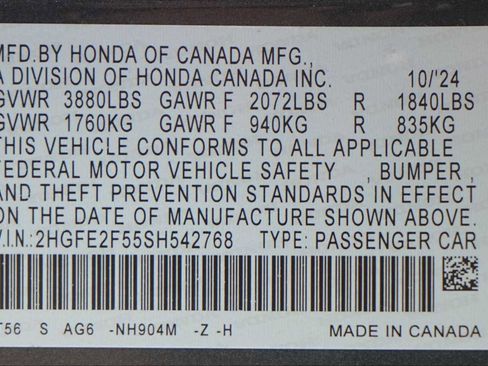 MFD.BY HONDA OF CANADA MFG.,
A DIVISION OF HONDA CANADA INC. 10/'24
GVWR 3880LBS GAWR F 2072LBS R 1840LBS
GVWR 1760KG GAWR F 940KG R 835KG
THIS VEHICLE CONFORMS TO ALL APPLICABLE
FEDERAL MOTOR VEHICLE SAFETY , BUMPER ,
AND THEFT PREVENTION STANDARDS IN EFFECT
ON THE DATE OF MANUFACTURE SHOWN ABOVE.
V.I.N.:2HGFE2F55SH542768 TYPE: PASSENGER CAR
T56 S AG6 -NH904M -Z -H MADE IN CANADA